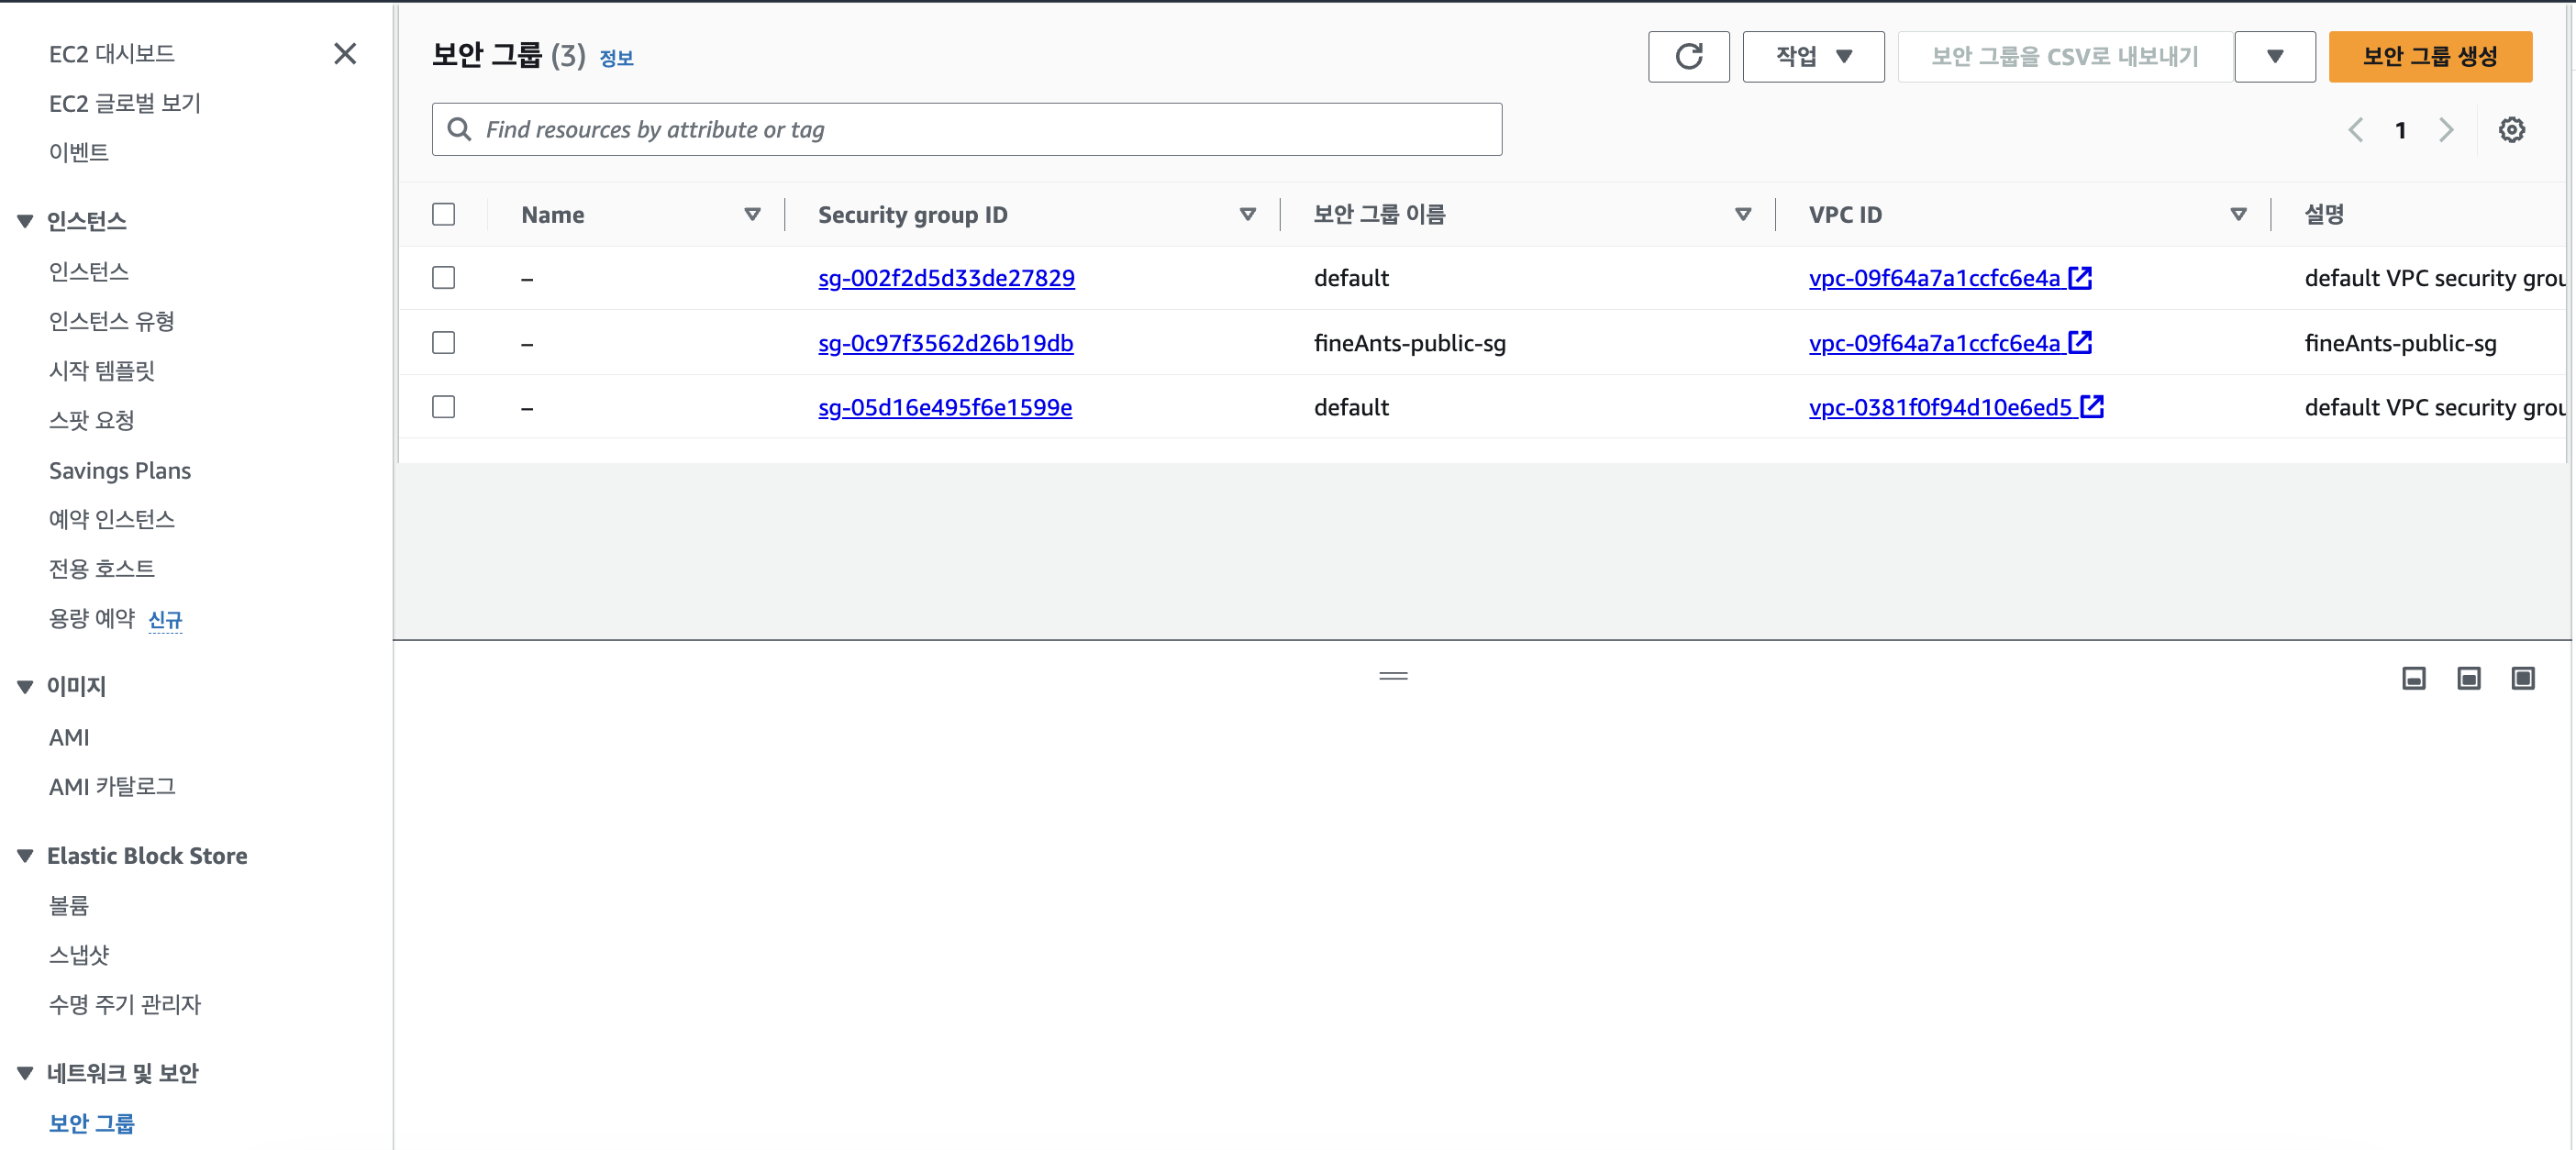 EC2 대시보드
EC2 글로벌 보기
이벤트
인스턴스
인스턴스
인스턴스 유형
시작 템플릿
스팟 요청
Savings Plans
예약 인스턴스
전용 호스트
용량 예약 신규
이미지
AMI
AMI 카탈로그
Elastic Block Store
볼륨
스냅샷
수명 주기 관리자
네트워크 및 보안
보안 그룹
보안 그룹 (3) 정보
작업
보안 그룹을 CSV로 내보내기
보안 그룹 생성
Find resources by attribute or tag
1
Name Security group ID 보안 그룹 이름 VPC ID 설명
– sg-002f2d5d33de27829 default vpc-09f64a7a1ccfc6e4a default VPC security grou
– sg-0c97f3562d26b19db fineAnts-public-sg vpc-09f64a7a1ccfc6e4a fineAnts-public-sg
– sg-05d16e495f6e1599e default vpc-0381f0f94d10e6ed5 default VPC security grou